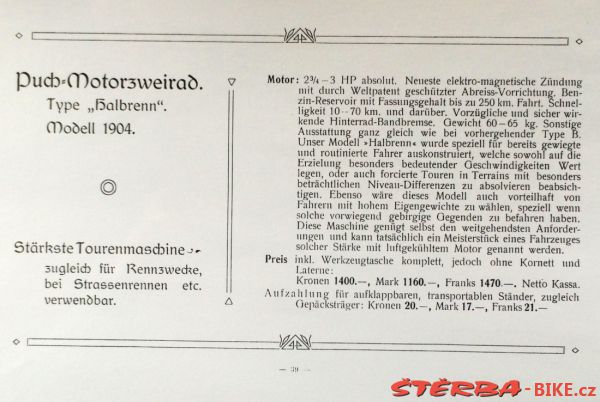 Puch-Motorzweirad.
Type „Halbrenn“.
Modell 1904.
Stärkste Tourenmaschine
zugleich für Rennzwecke,
bei Strassenrennen etc.
verwendbar.
Motor: 2¾–3 HP absolut. Neueste elektro-magnetische Zündung
mit durch Weltpatent geschützter Abreiss-Vorrichtung. Ben-
zin-Reservoir mit Fassungsgehalt bis zu 250 km. Fahrt. Schnel-
ligkeit 10–70 km. und darüber. Vorzügliche und sicher wir-
kende Hinterrad-Bandbremse. Gewicht 60–65 kg. Sonstige
Ausstattung ganz gleich wie bei vorhergehender Type B.
Unser Modell »Halbrenn« wurde speziell für bereits gewiegte
und routinierte Fahrer auskonstruiert, welche sowohl auf die
Erzielung besonders bedeutender Geschwindigkeiten Wert
legen, oder auch forcierte Touren in Terrains mit besonders
beträchtlichen Niveau-Differenzen zu absolvieren beabsich-
tigen. Ebenso wäre dieses Modell auch vorteilhaft von
Fahrern mit hohem Eigengewichte zu wählen, speziell wenn
solche vorwiegend gebirgige Gegenden zu befahren haben.
Diese Maschine genügt selbst den weitgehendsten Anforder-
ungen und kann tatsächlich ein Meisterstück eines Fahrzeuges
solcher Stärke mit luftgekühltem Motor genannt werden.
Preis inkl. Werkzeugtasche komplett, jedoch ohne Kornett und
Laterne:
Kronen 1400.—, Mark 1160.—, Franks 1470.—. Netto Kassa.
Aufzahlung für aufklappbaren, transportablen Ständer, zugleich
Gepäcksträger: Kronen 20.—, Mark 17.—, Franks 21.—
— 39 —
ŠTĚRBA-BIKE.cz